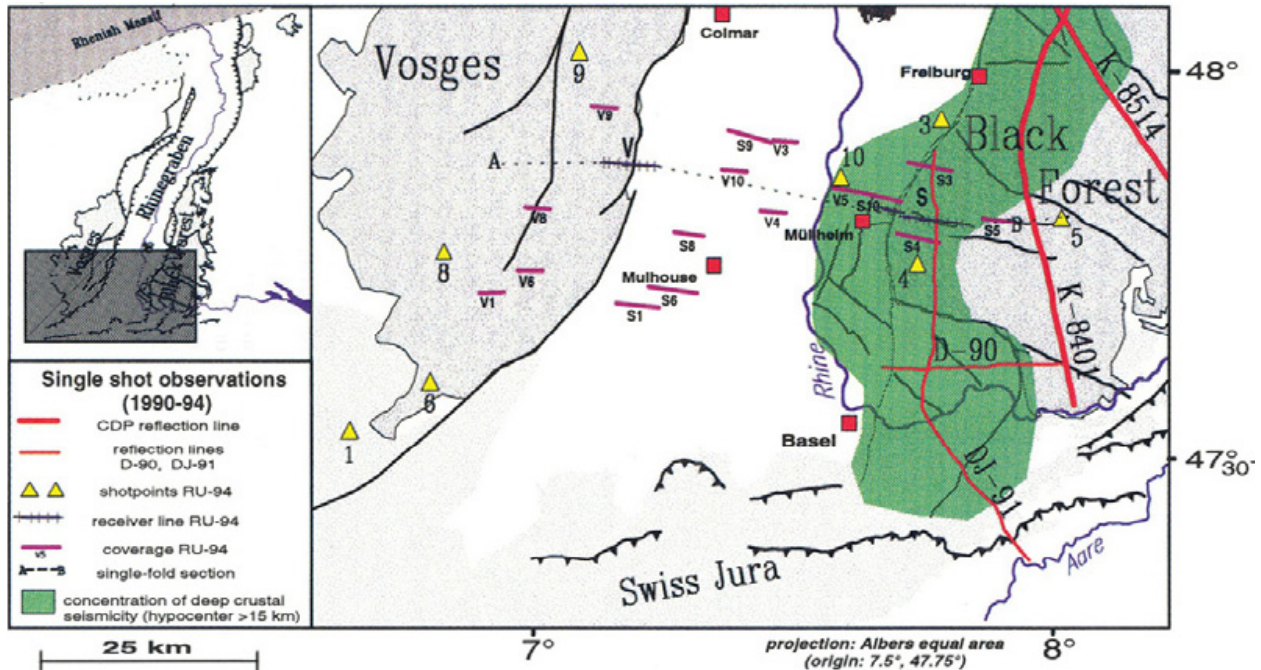 Rhenish Massif
Rhinegraben
Vosges
Single shot observations
(1990-94)
CDP reflection line
reflection lines
D-90, DJ-91
shotpoints RU-94
receiver line RU-94
V5
coverage RU-94
A B
single-fold section
concentration of deep crustal
seismicity (hypocenter >15 km)
25 km
Vosges
9
Colmar
Freiburg
48°
K-8514
V9
3
Black
S9
V3
A
V
10
V10
V5
S10
S3
Forest
S
V8
V4
Müllheim
S5
B
5
8
S8
S4
4
V6
Mulhouse
V1
S6
S1
K-8401
D-90
Rhine
6
1
Basel
DJ-91
47³⁰
Swiss Jura
Aare
7°
8°
projection: Albers equal area
(origin: 7.5°, 47.75°)